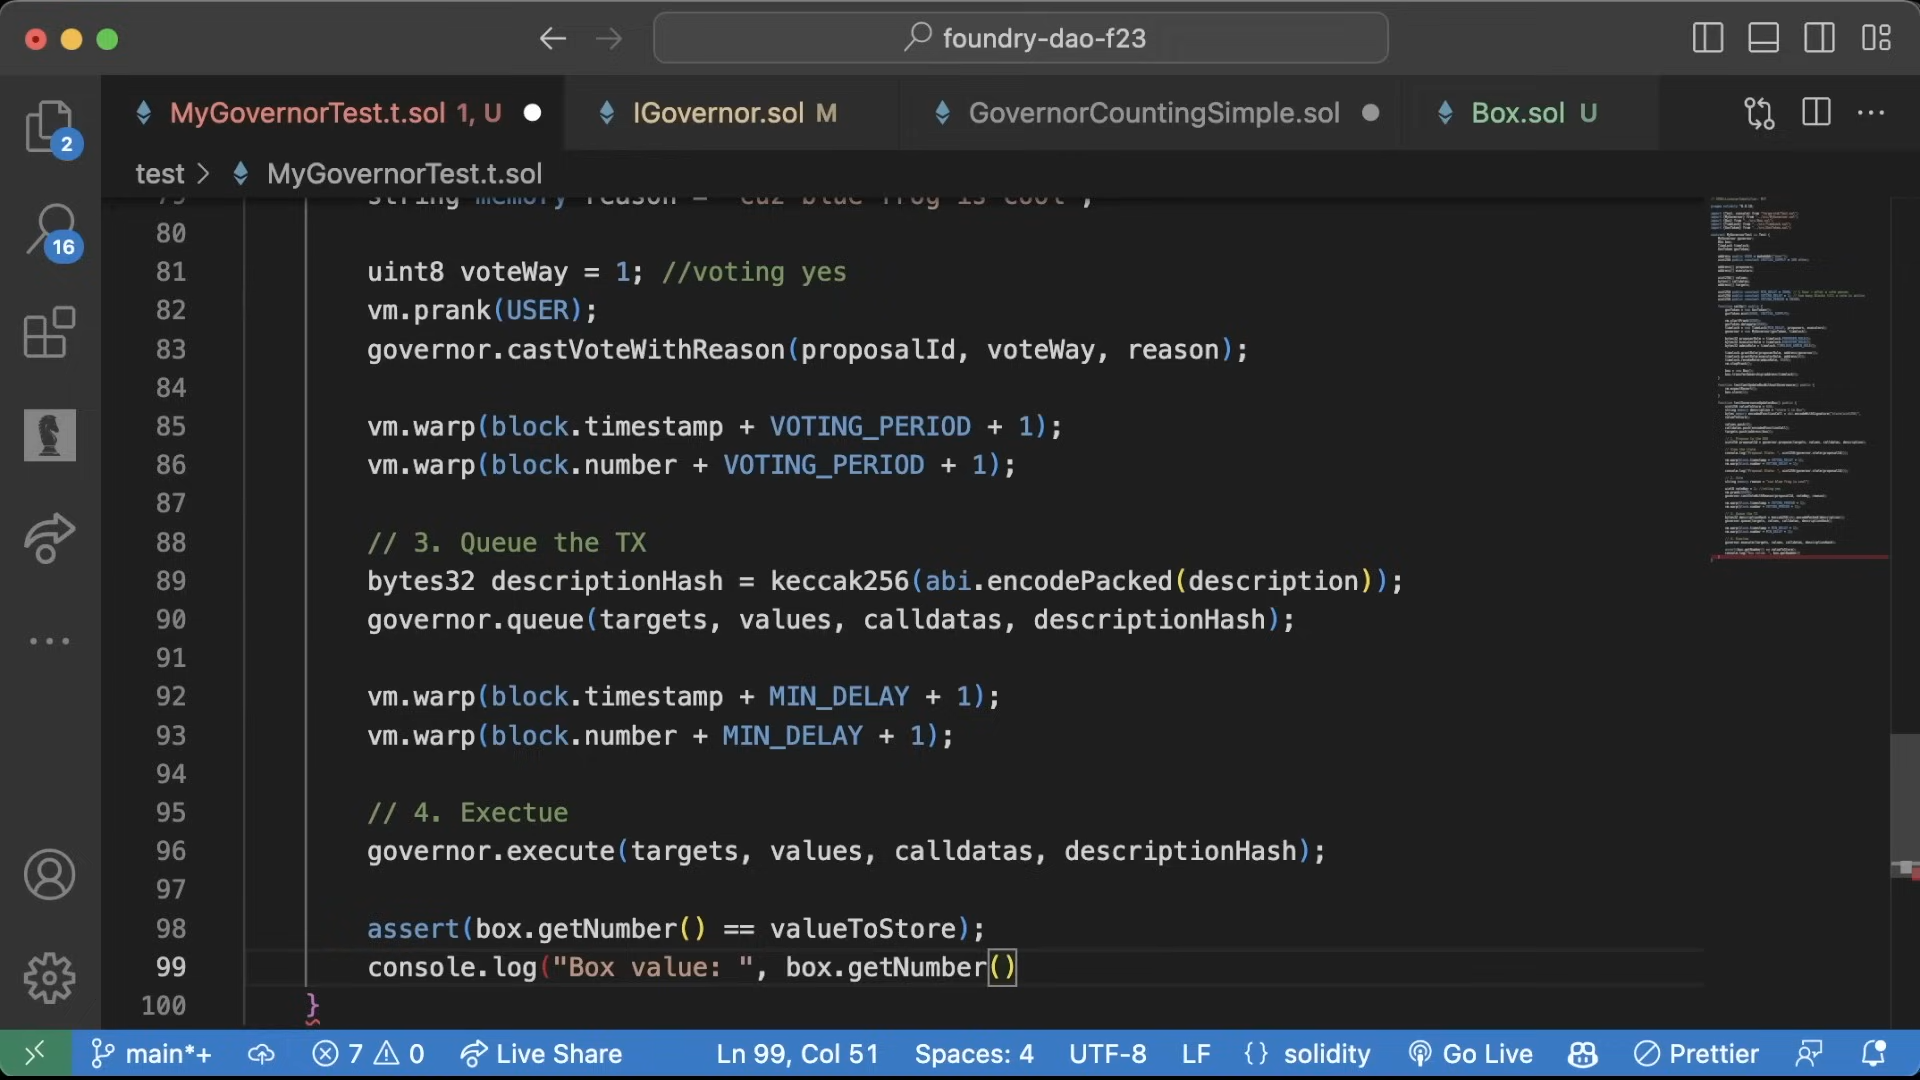 foundry-dao-f23
MyGovernorTest.t.sol 1, U
IGovernor.sol M
GovernorCountingSimple.sol
Box.sol U
2
test > MyGovernorTest.t.sol
16
79 string memory reason = "cuz blue frog is cool";
80
81 uint8 voteWay = 1; //voting yes
82 vm.prank(USER);
83 governor.castVoteWithReason(proposalId, voteWay, reason);
84
85 vm.warp(block.timestamp + VOTING_PERIOD + 1);
86 vm.warp(block.number + VOTING_PERIOD + 1);
87
88 // 3. Queue the TX
89 bytes32 descriptionHash = keccak256(abi.encodePacked(description));
90 governor.queue(targets, values, calldatas, descriptionHash);
91
92 vm.warp(block.timestamp + MIN_DELAY + 1);
93 vm.warp(block.number + MIN_DELAY + 1);
94
95 // 4. Exectue
96 governor.execute(targets, values, calldatas, descriptionHash);
97
98 assert(box.getNumber() == valueToStore);
99 console.log("Box value: ", box.getNumber()
100 }
main*+ 7 0 Live Share Ln 99, Col 51 Spaces: 4 UTF-8 LF {} solidity Go Live Prettier